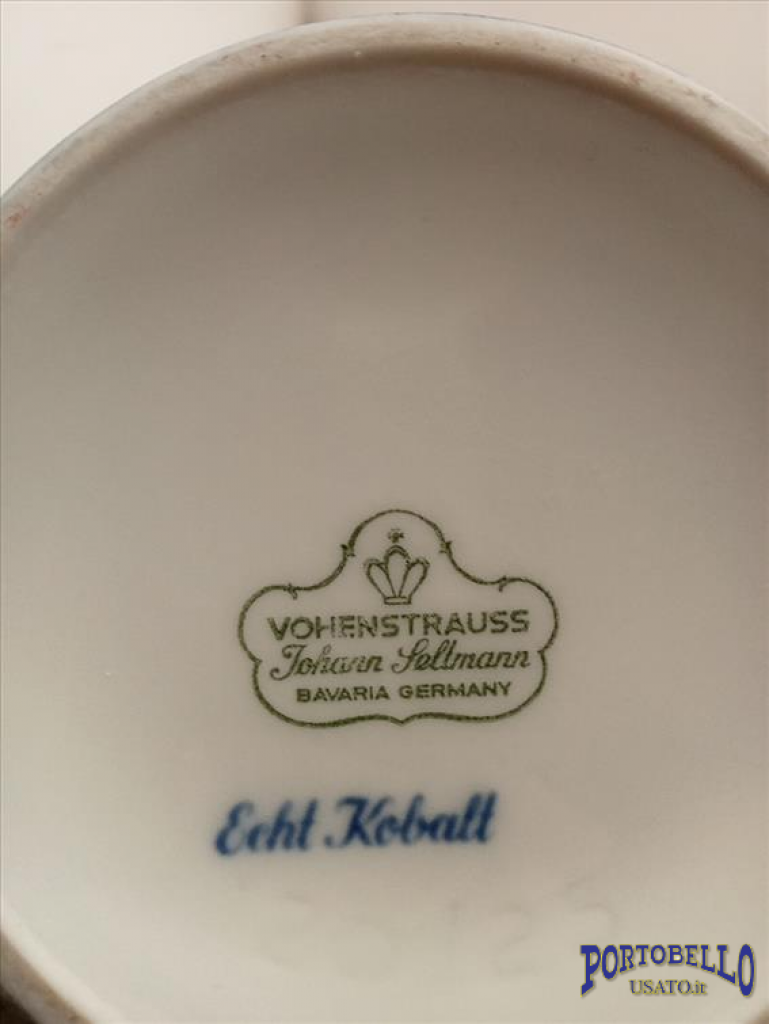 VOHENSTRAUSS
Johann Seltmann
BAVARIA GERMANY
Echt Kobalt
PORTOBELLO
USATO.it